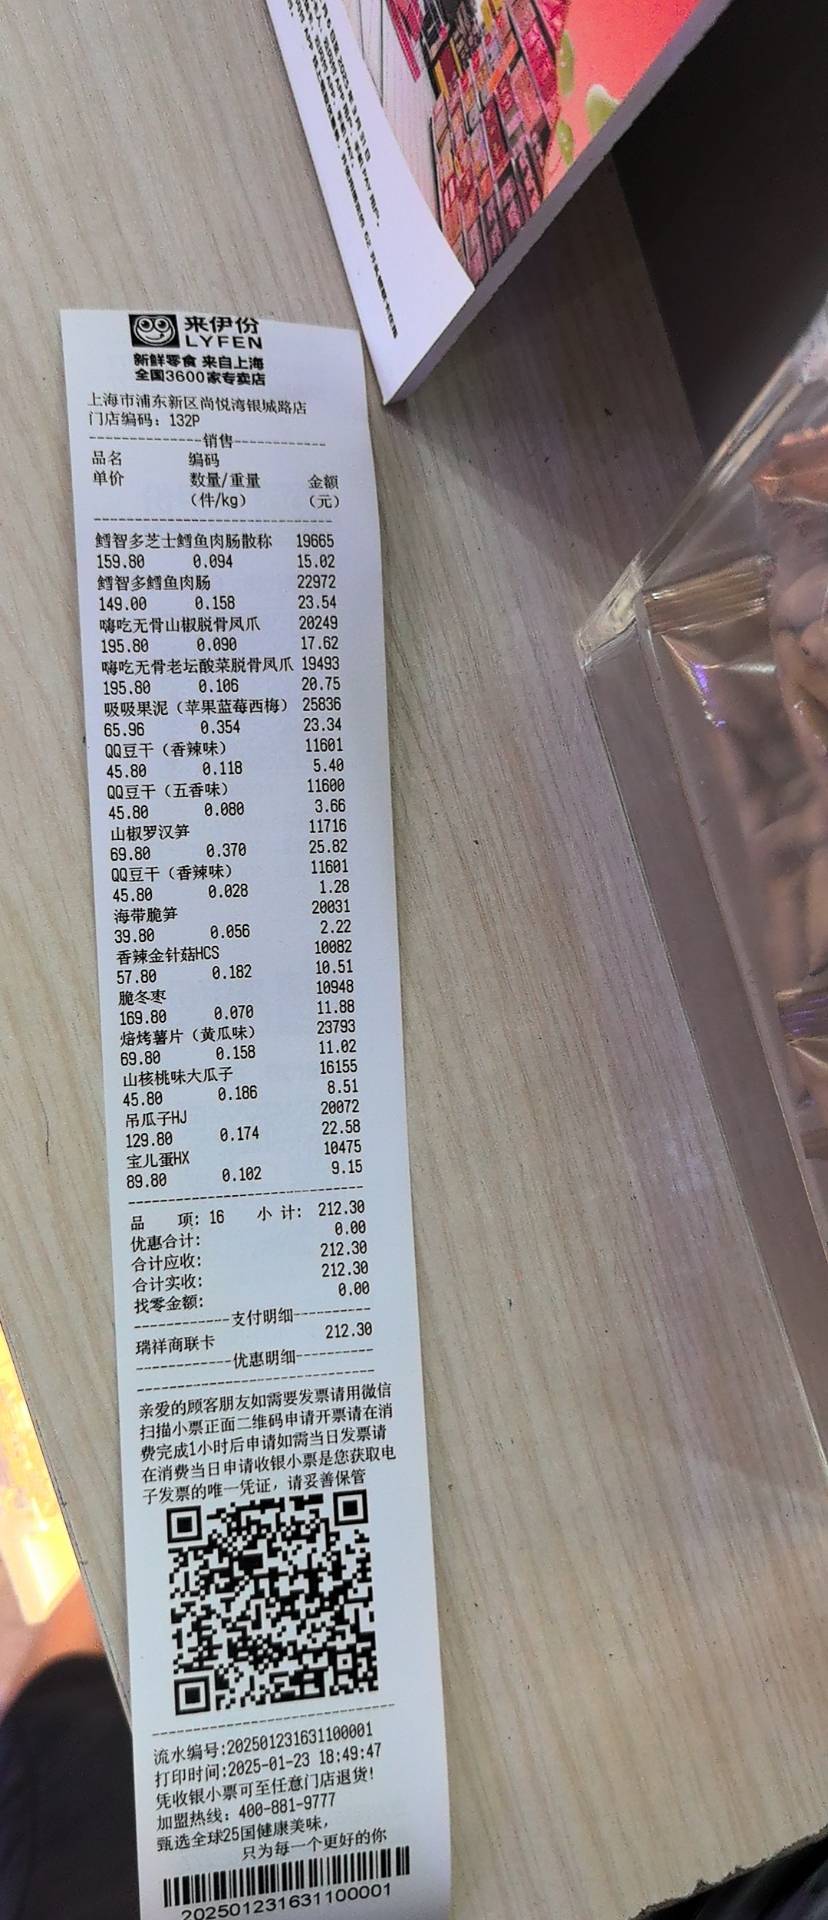 来伊份
LYFEN
新鲜零食 来自上海
全国3600家专卖店
上海市浦东新区尚悦湾银城路店
门店编码：132P
--------------销售------------
品名 编码
单价 数量/重量 金额
（件/kg） （元）
鳕智多芝士鳕鱼肉肠散称 19665
159.80 0.094 15.02
鳕智多鳕鱼肉肠 22972
149.00 0.158 23.54
嗨吃无骨山椒脱骨凤爪 20249
195.80 0.090 17.62
嗨吃无骨老坛酸菜脱骨凤爪 19493
195.80 0.106 20.75
吸吸果泥（苹果蓝莓西梅） 25836
65.96 0.354 23.34
QQ豆干（香辣味） 11601
45.80 0.118 5.40
QQ豆干（五香味） 11600
45.80 0.080 3.66
山椒罗汉笋 11716
69.80 0.370 25.82
QQ豆干（香辣味） 11601
45.80 0.028 1.28
海带脆笋 20031
39.80 0.056 2.22
香辣金针菇HCS 10082
57.80 0.182 10.51
脆冬枣 10948
169.80 0.070 11.88
焙烤薯片（黄瓜味） 23793
69.80 0.158 11.02
山核桃味大瓜子 16155
45.80 0.186 8.51
吊瓜子HJ 20072
129.80 0.174 22.58
宝儿蛋HX 10475
89.80 0.102 9.15
品 项: 16 小 计: 212.30
优惠合计: 0.00
合计应收: 212.30
合计实收: 212.30
找零金额: 0.00
------------支付明细----------
瑞祥商联卡 212.30
------------优惠明细----------
亲爱的顾客朋友如需要发票请用微信
扫描小票正面二维码申请开票请在消
费完成1小时后申请如需当日发票请
在消费当日申请收银小票是您获取电
子发票的唯一凭证，请妥善保管
流水编号:202501231631100001
打印时间:2025-01-23 18:49:47
凭收银小票可至任意门店退货!
加盟热线: 400-881-9777
甄选全球25国健康美味,
只为每一个更好的你
202501231631100001